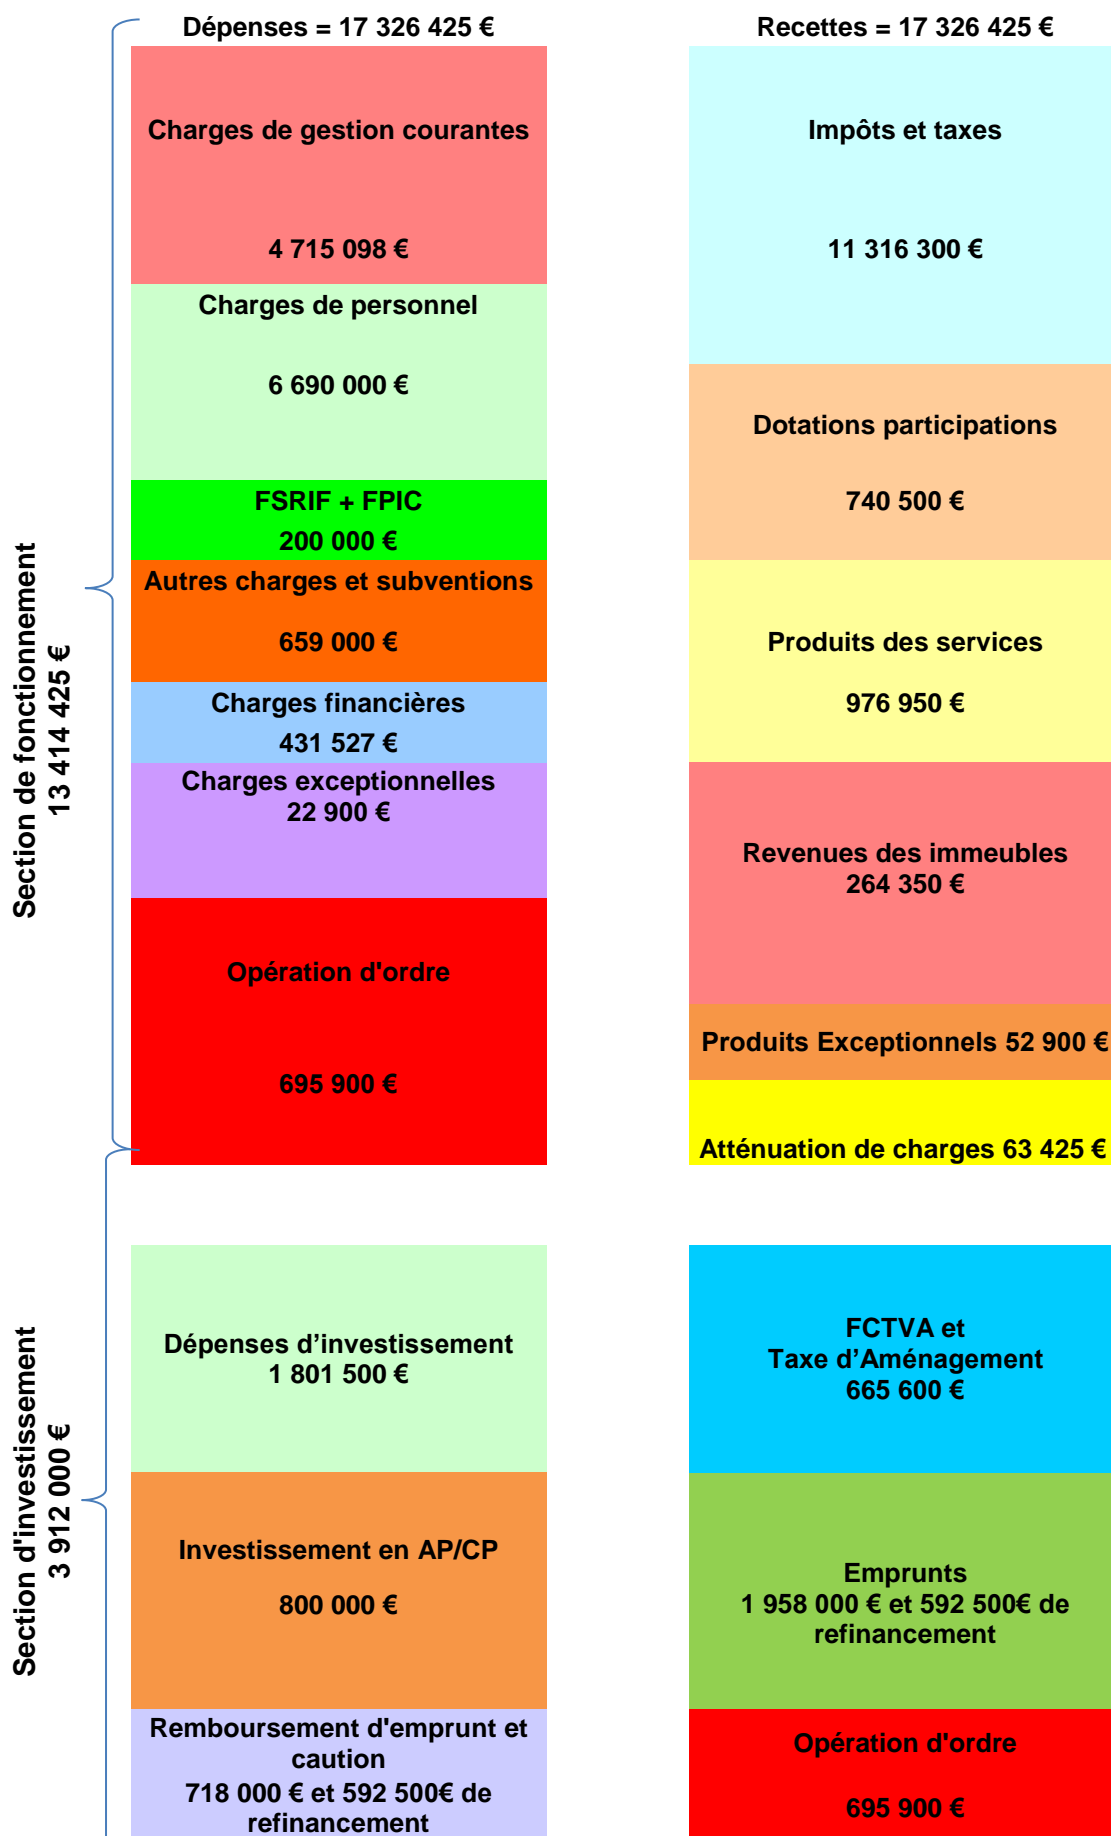 Dépenses = 17 326 425 €
Recettes = 17 326 425 €
Section de fonctionnement
13 414 425 €
Charges de gestion courantes
4 715 098 €
Charges de personnel
6 690 000 €
FSRIF + FPIC
200 000 €
Autres charges et subventions
659 000 €
Charges financières
431 527 €
Charges exceptionnelles
22 900 €
Opération d'ordre
695 900 €
Impôts et taxes
11 316 300 €
Dotations participations
740 500 €
Produits des services
976 950 €
Revenues des immeubles
264 350 €
Produits Exceptionnels 52 900 €
Atténuation de charges 63 425 €
Section d'investissement
3 912 000 €
Dépenses d’investissement
1 801 500 €
Investissement en AP/CP
800 000 €
Remboursement d'emprunt et
caution
718 000 € et 592 500€ de
refinancement
FCTVA et
Taxe d’Aménagement
665 600 €
Emprunts
1 958 000 € et 592 500€ de
refinancement
Opération d'ordre
695 900 €